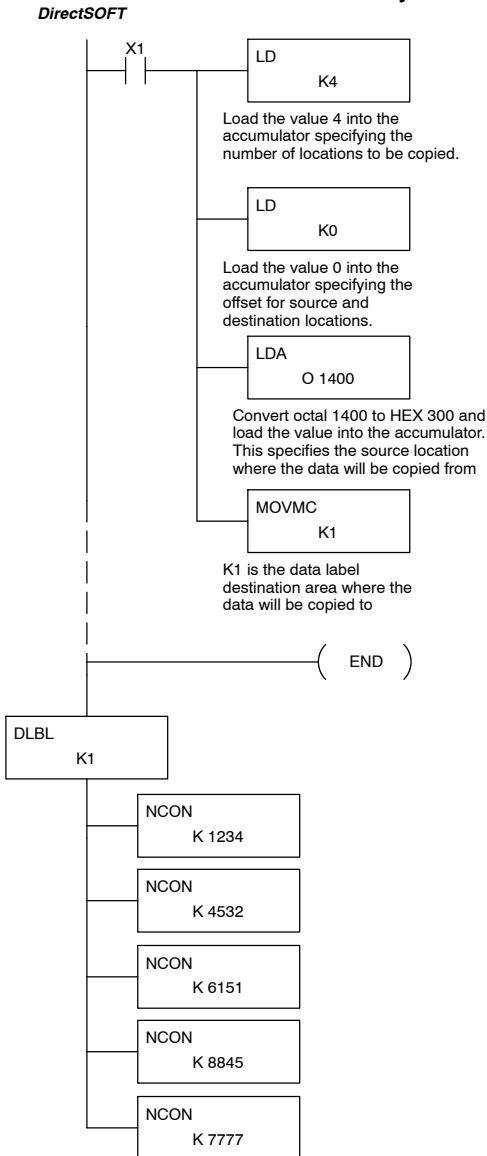 DirectSOFT
X1
LD
K4
Load the value 4 into the
accumulator specifying the
number of locations to be copied.
LD
K0
Load the value 0 into the
accumulator specifying the
offset for source and
destination locations.
LDA
O 1400
Convert octal 1400 to HEX 300 and
load the value into the accumulator.
This specifies the source location
where the data will be copied from
MOVMC
K1
K1 is the data label
destination area where the
data will be copied to
END
DLBL
K1
NCON
K 1234
NCON
K 4532
NCON
K 6151
NCON
K 8845
NCON
K 7777